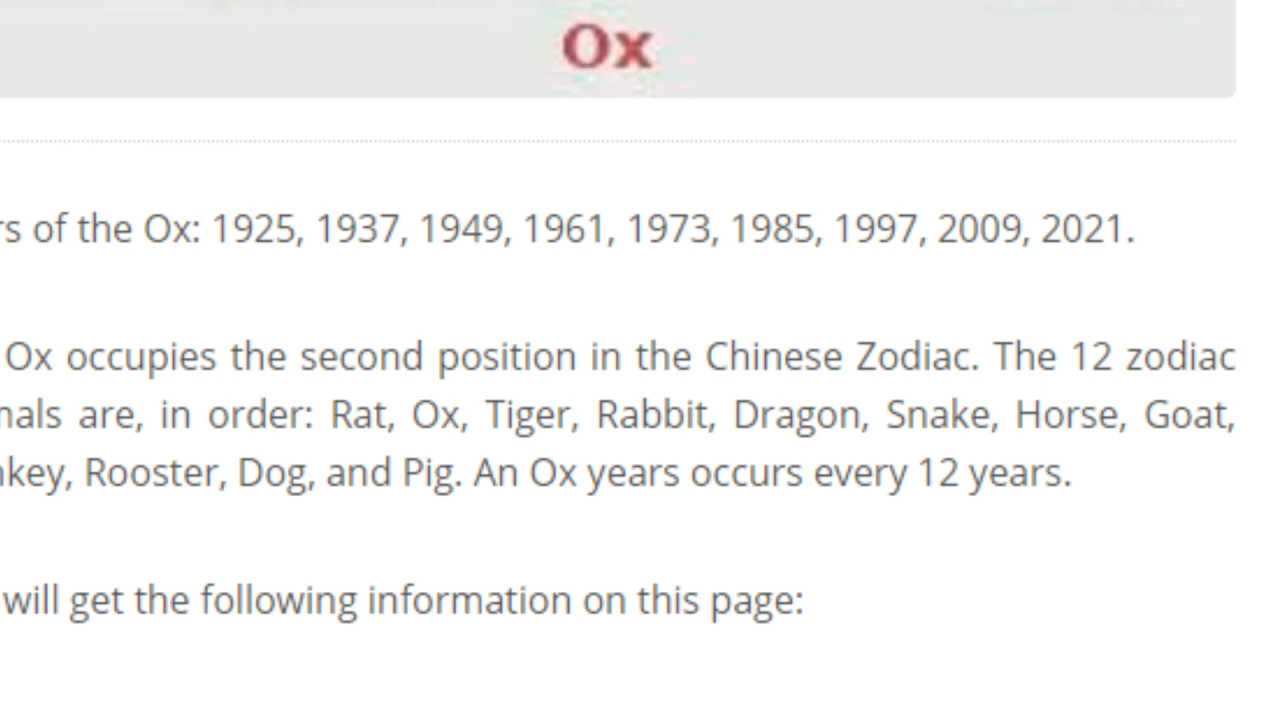 Ox
rs of the Ox: 1925, 1937, 1949, 1961, 1973, 1985, 1997, 2009, 2021.
Ox occupies the second position in the Chinese Zodiac. The 12 zodiac
mals are, in order: Rat, Ox, Tiger, Rabbit, Dragon, Snake, Horse, Goat,
nkey, Rooster, Dog, and Pig. An Ox years occurs every 12 years.
will get the following information on this page: